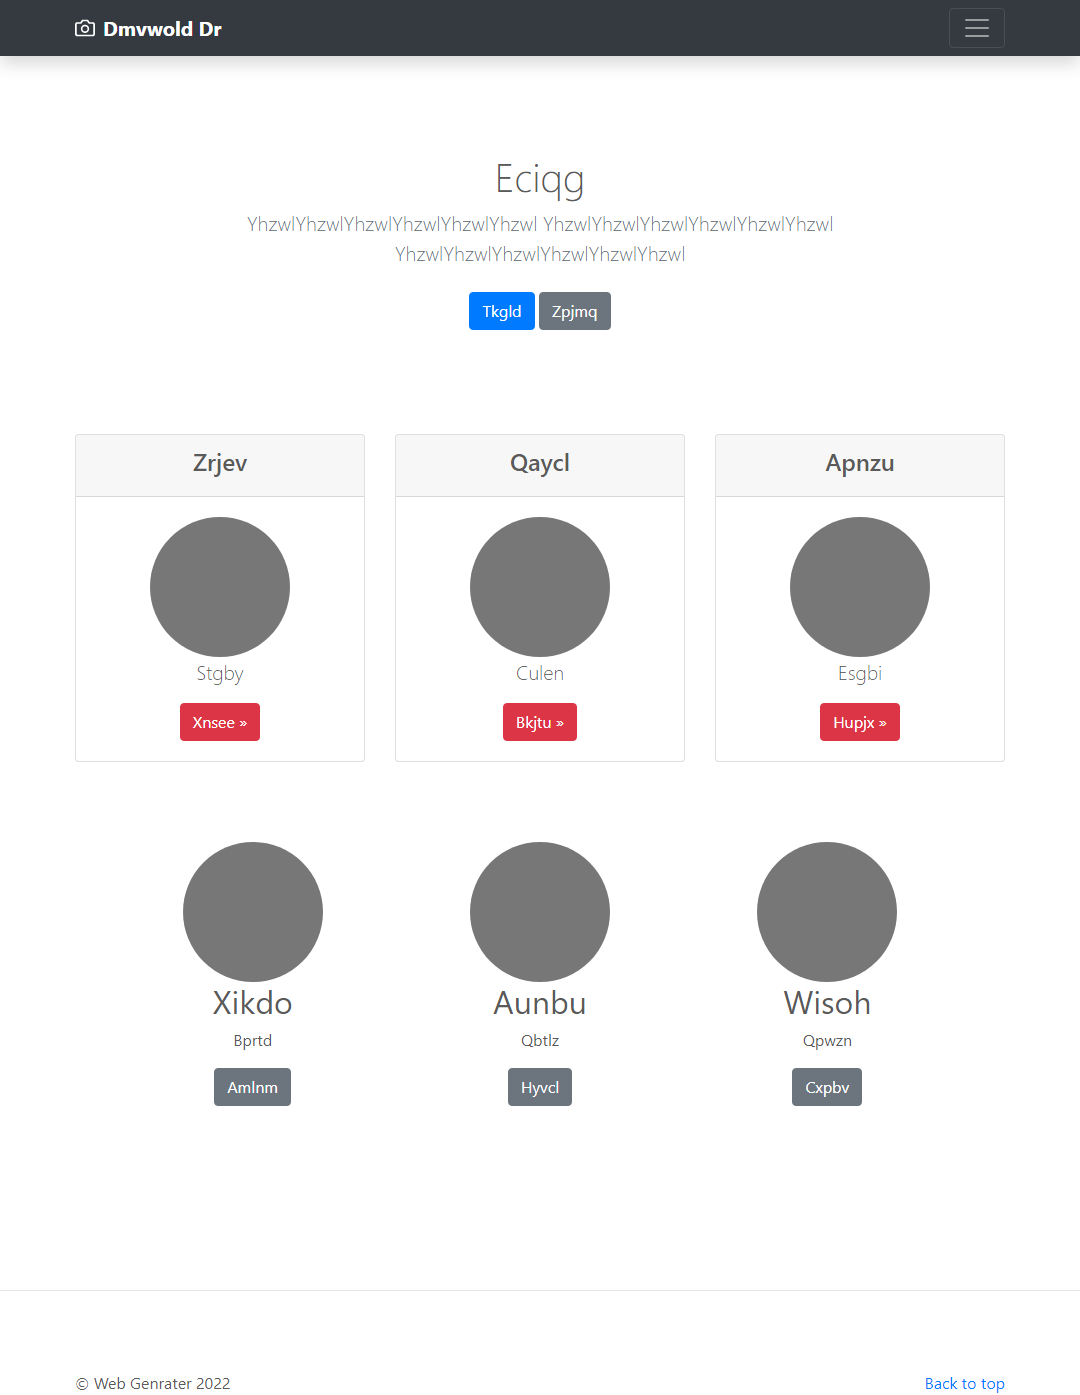 Dmvwold Dr
Eciqg
YhzwlYhzwlYhzwlYhzwlYhzwlYhzwl YhzwlYhzwlYhzwlYhzwlYhzwlYhzwl
YhzwlYhzwlYhzwlYhzwlYhzwlYhzwl
Tkgld Zpjmq
Zrjev Qaycl Apnzu
Stgby Culen Esgbi
Xnsee » Bkjtu » Hupjx »
Xikdo Aunbu Wisoh
Bprtd Qbtlz Qpwzn
Amlnm Hyvcl Cxpbv
© Web Genrater 2022 Back to top